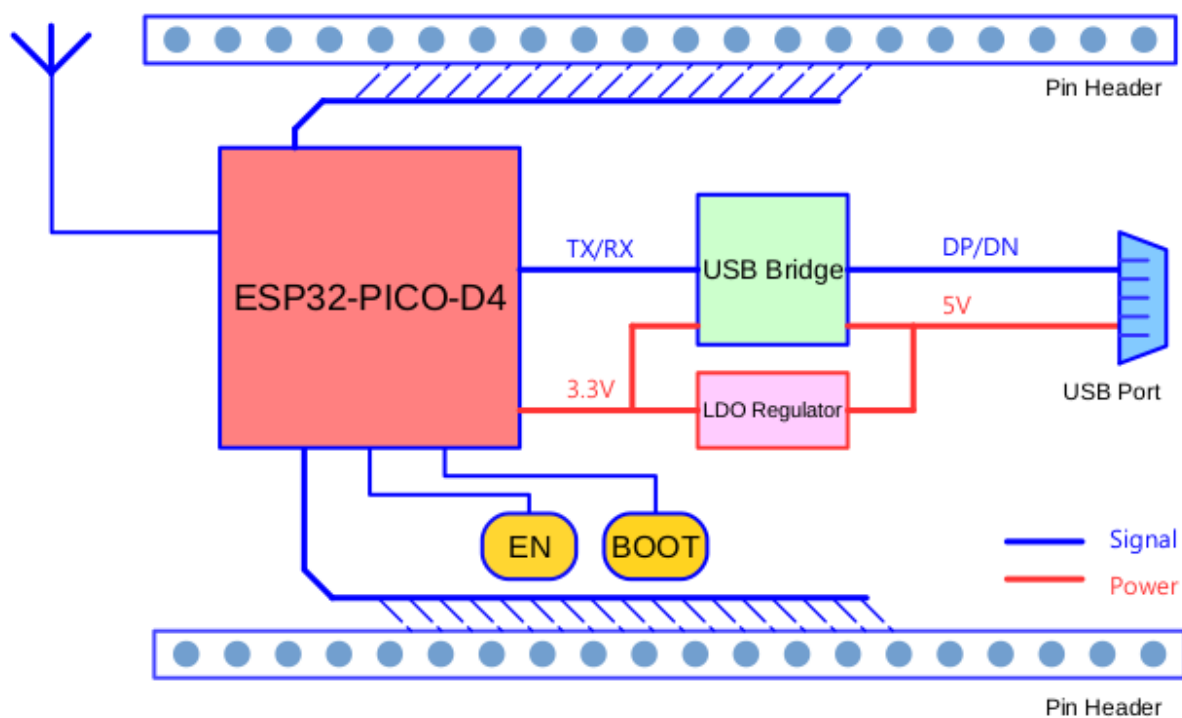 Pin Header
TX/RX
USB Bridge
DP/DN
ESP32-PICO-D4
5V
3.3V
LDO Regulator
USB Port
EN
BOOT
Signal
Power
Pin Header